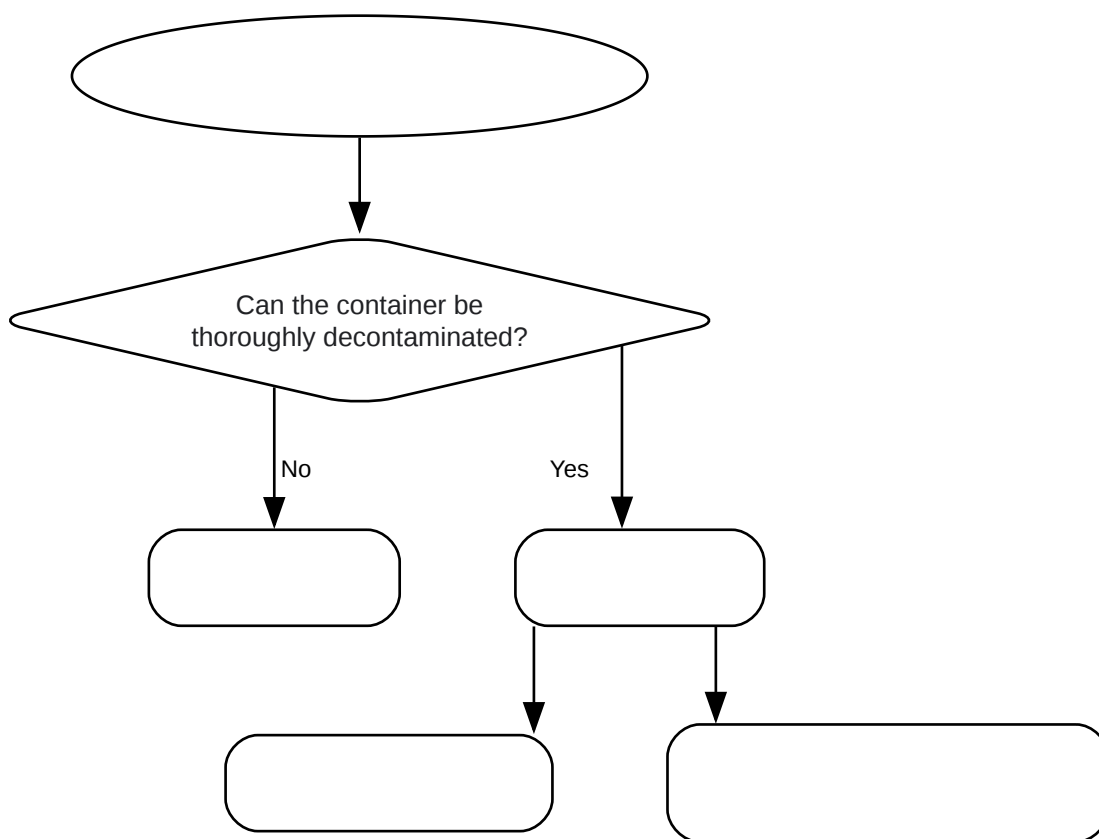 Can the container be
thoroughly decontaminated?
No
Yes